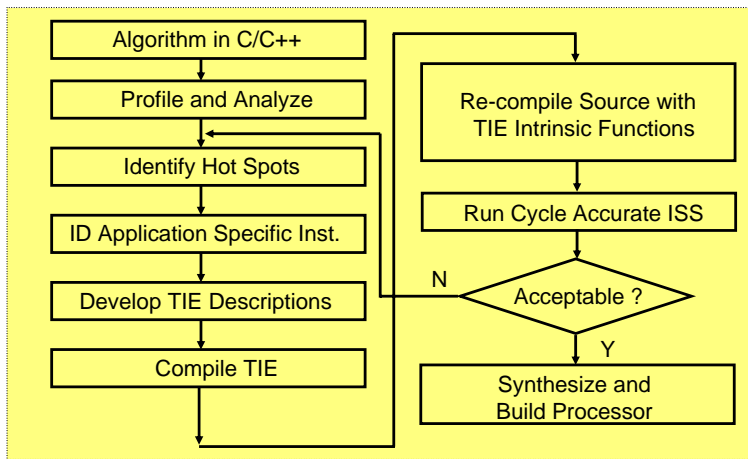 Algorithm in C/C++
Profile and Analyze
Identify Hot Spots
ID Application Specific Inst.
Develop TIE Descriptions
Compile TIE
Re-compile Source with
TIE Intrinsic Functions
Run Cycle Accurate ISS
N
Acceptable ?
Y
Synthesize and
Build Processor